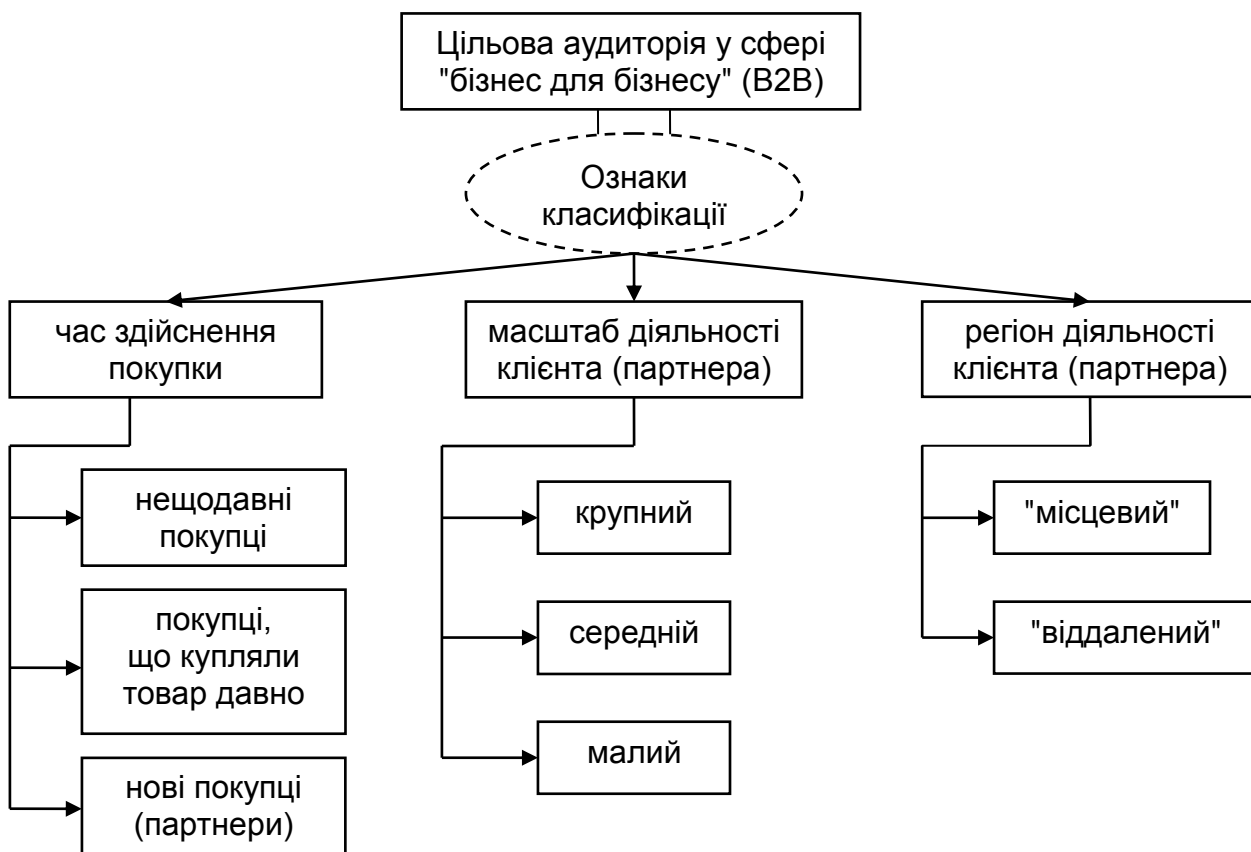 Цільова аудиторія у сфері
"бізнес для бізнесу" (B2B)
Ознаки
класифікації
час здійснення
покупки
масштаб діяльності
клієнта (партнера)
регіон діяльності
клієнта (партнера)
нещодавні
покупці
покупці,
що купляли
товар давно
нові покупці
(партнери)
крупний
середній
малий
"місцевий"
"віддалений"